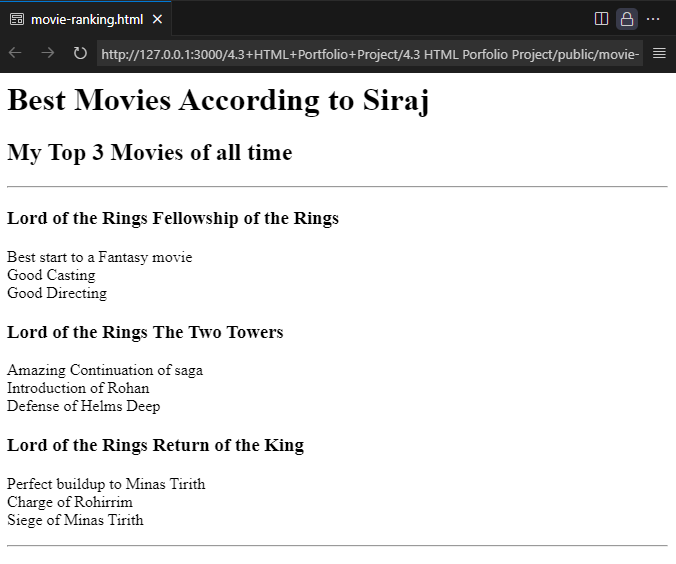 movie-ranking.html
http://127.0.0.1:3000/4.3+HTML+Portfolio+Project/4.3 HTML Porfolio Project/public/movie-
Best Movies According to Siraj
My Top 3 Movies of all time
Lord of the Rings Fellowship of the Rings
Best start to a Fantasy movie
Good Casting
Good Directing
Lord of the Rings The Two Towers
Amazing Continuation of saga
Introduction of Rohan
Defense of Helms Deep
Lord of the Rings Return of the King
Perfect buildup to Minas Tirith
Charge of Rohirrim
Siege of Minas Tirith